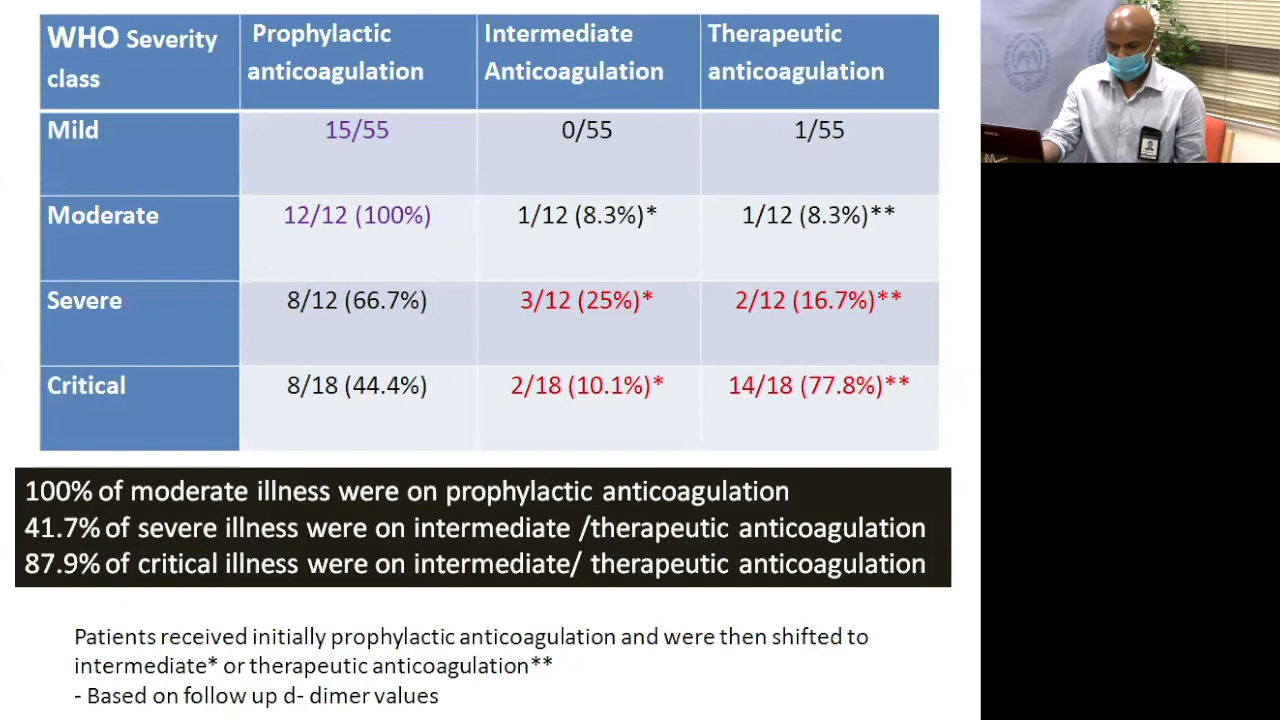 WHO Severity class
Prophylactic anticoagulation
Intermediate Anticoagulation
Therapeutic anticoagulation
Mild 15/55 0/55 1/55
Moderate 12/12 (100%) 1/12 (8.3%)* 1/12 (8.3%)**
Severe 8/12 (66.7%) 3/12 (25%)* 2/12 (16.7%)**
Critical 8/18 (44.4%) 2/18 (10.1%)* 14/18 (77.8%)**
100% of moderate illness were on prophylactic anticoagulation
41.7% of severe illness were on intermediate /therapeutic anticoagulation
87.9% of critical illness were on intermediate/ therapeutic anticoagulation
Patients received initially prophylactic anticoagulation and were then shifted to
intermediate* or therapeutic anticoagulation**
- Based on follow up d- dimer values